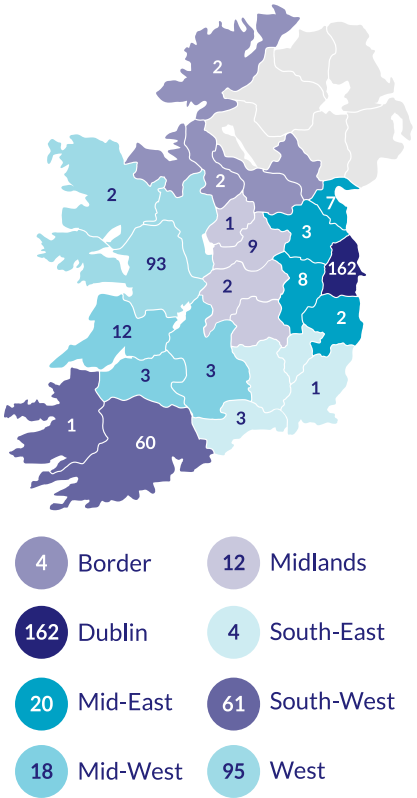 2
2
2
7
1
3
9
93
162
8
2
2
12
3
3
1
1
3
60
4 Border
12 Midlands
162 Dublin
4 South-East
20 Mid-East
61 South-West
18 Mid-West
95 West